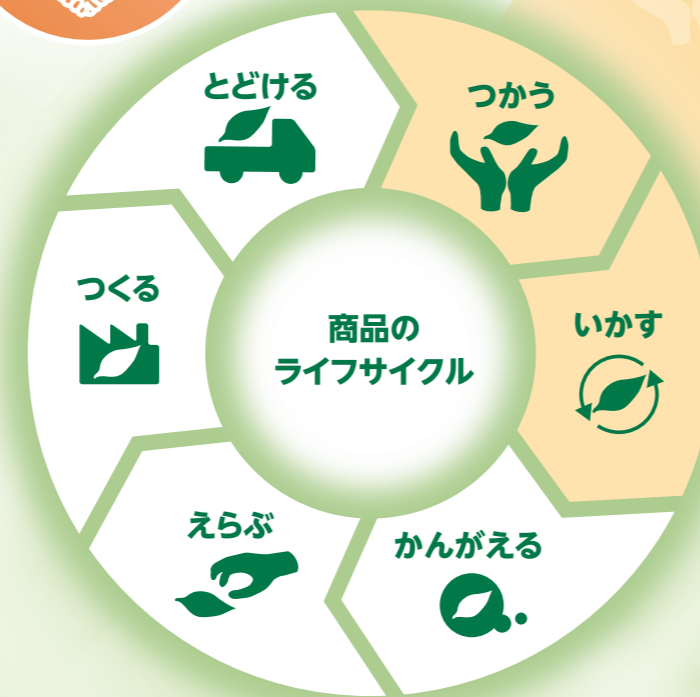 とどける
つかう
つくる
商品の
ライフサイクル
いかす
えらぶ
かんがえる